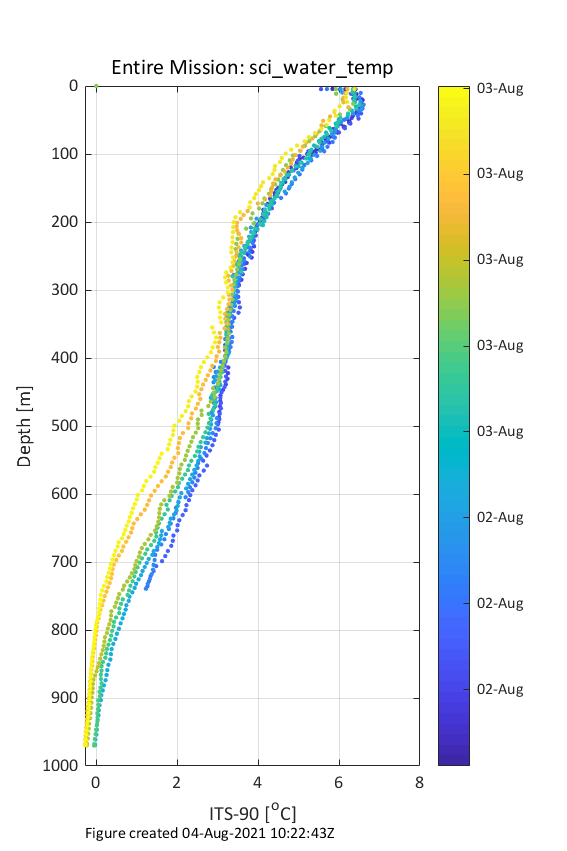 Entire Mission: sci_water_temp
0
100
200
300
400
500
600
700
800
900
1000
Depth [m]
0 2 4 6 8
ITS-90 [°C]
Figure created 04-Aug-2021 10:22:43Z
03-Aug
03-Aug
03-Aug
03-Aug
03-Aug
02-Aug
02-Aug
02-Aug